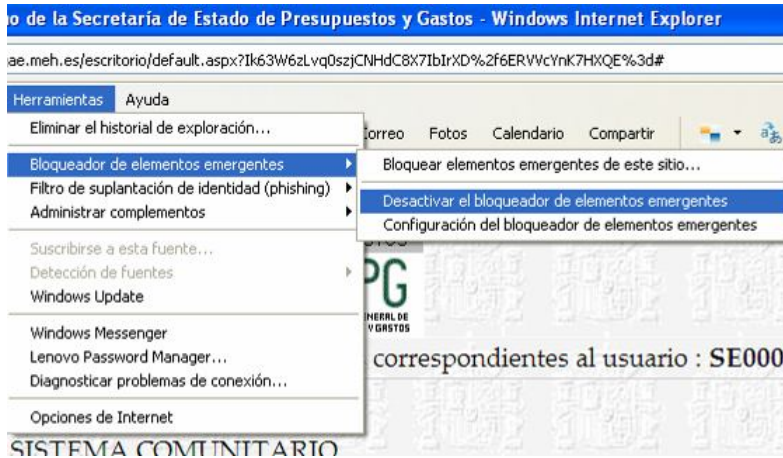 o de la Secretaría de Estado de Presupuestos y Gastos - Windows Internet Explorer
ae.meh.es/escritorio/default.aspx?Ik63W6zLvq0szjCNHdC8X7IbIrXD%2f6ERVVcYnK7HXQE%3d#
Herramientas Ayuda
Eliminar el historial de exploración...
Correo Fotos Calendario Compartir
Bloqueador de elementos emergentes
Bloquear elementos emergentes de este sitio...
Filtro de suplantación de identidad (phishing)
Desactivar el bloqueador de elementos emergentes
Administrar complementos
Configuración del bloqueador de elementos emergentes
Suscribirse a esta fuente...
Detección de fuentes
Windows Update
PG
NERAL DE
Y GASTOS
Windows Messenger
Lenovo Password Manager...
correspondientes al usuario : SE000
Diagnosticar problemas de conexión...
Opciones de Internet
SISTEMA COMUNITARIO